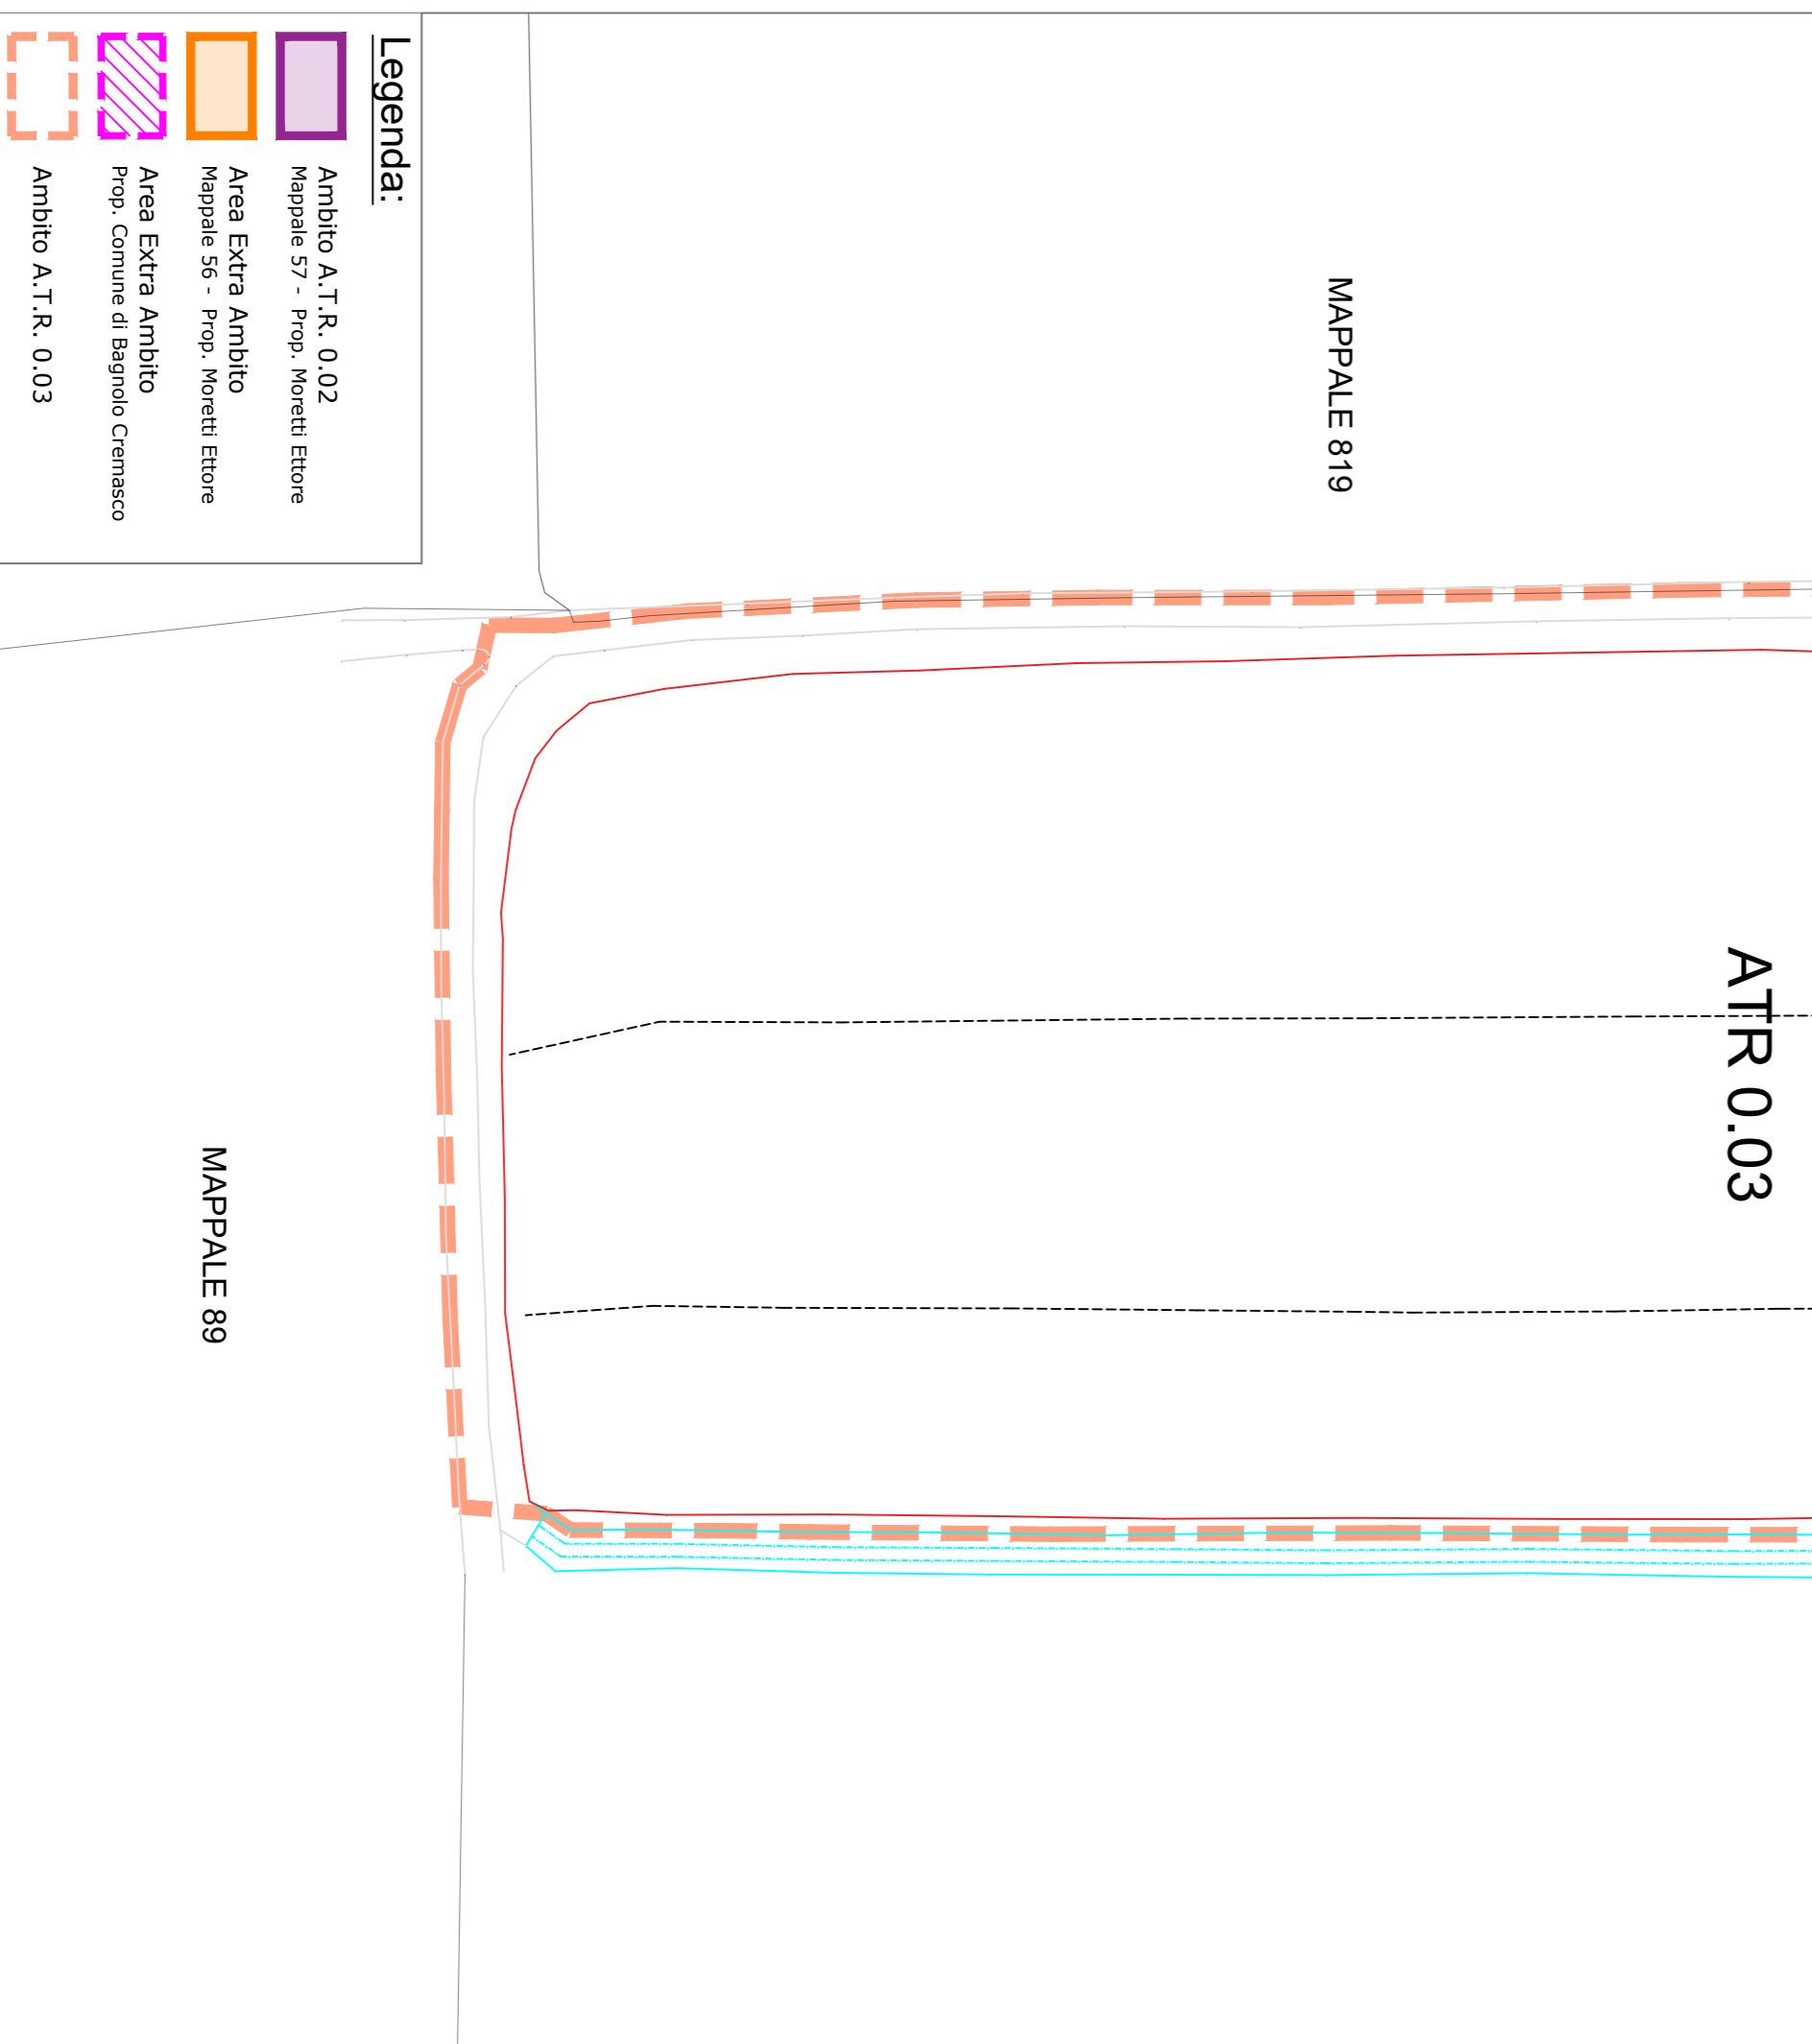 Legenda:
Ambito A.T.R. 0.02
Mappale 57 - Prop. Moretti Ettore
Area Extra Ambito
Mappale 56 - Prop. Moretti Ettore
Area Extra Ambito
Prop. Comune di Bagnolo Cremasco
Ambito A.T.R. 0.03
MAPPALE 819
ATR 0.03
MAPPALE 89